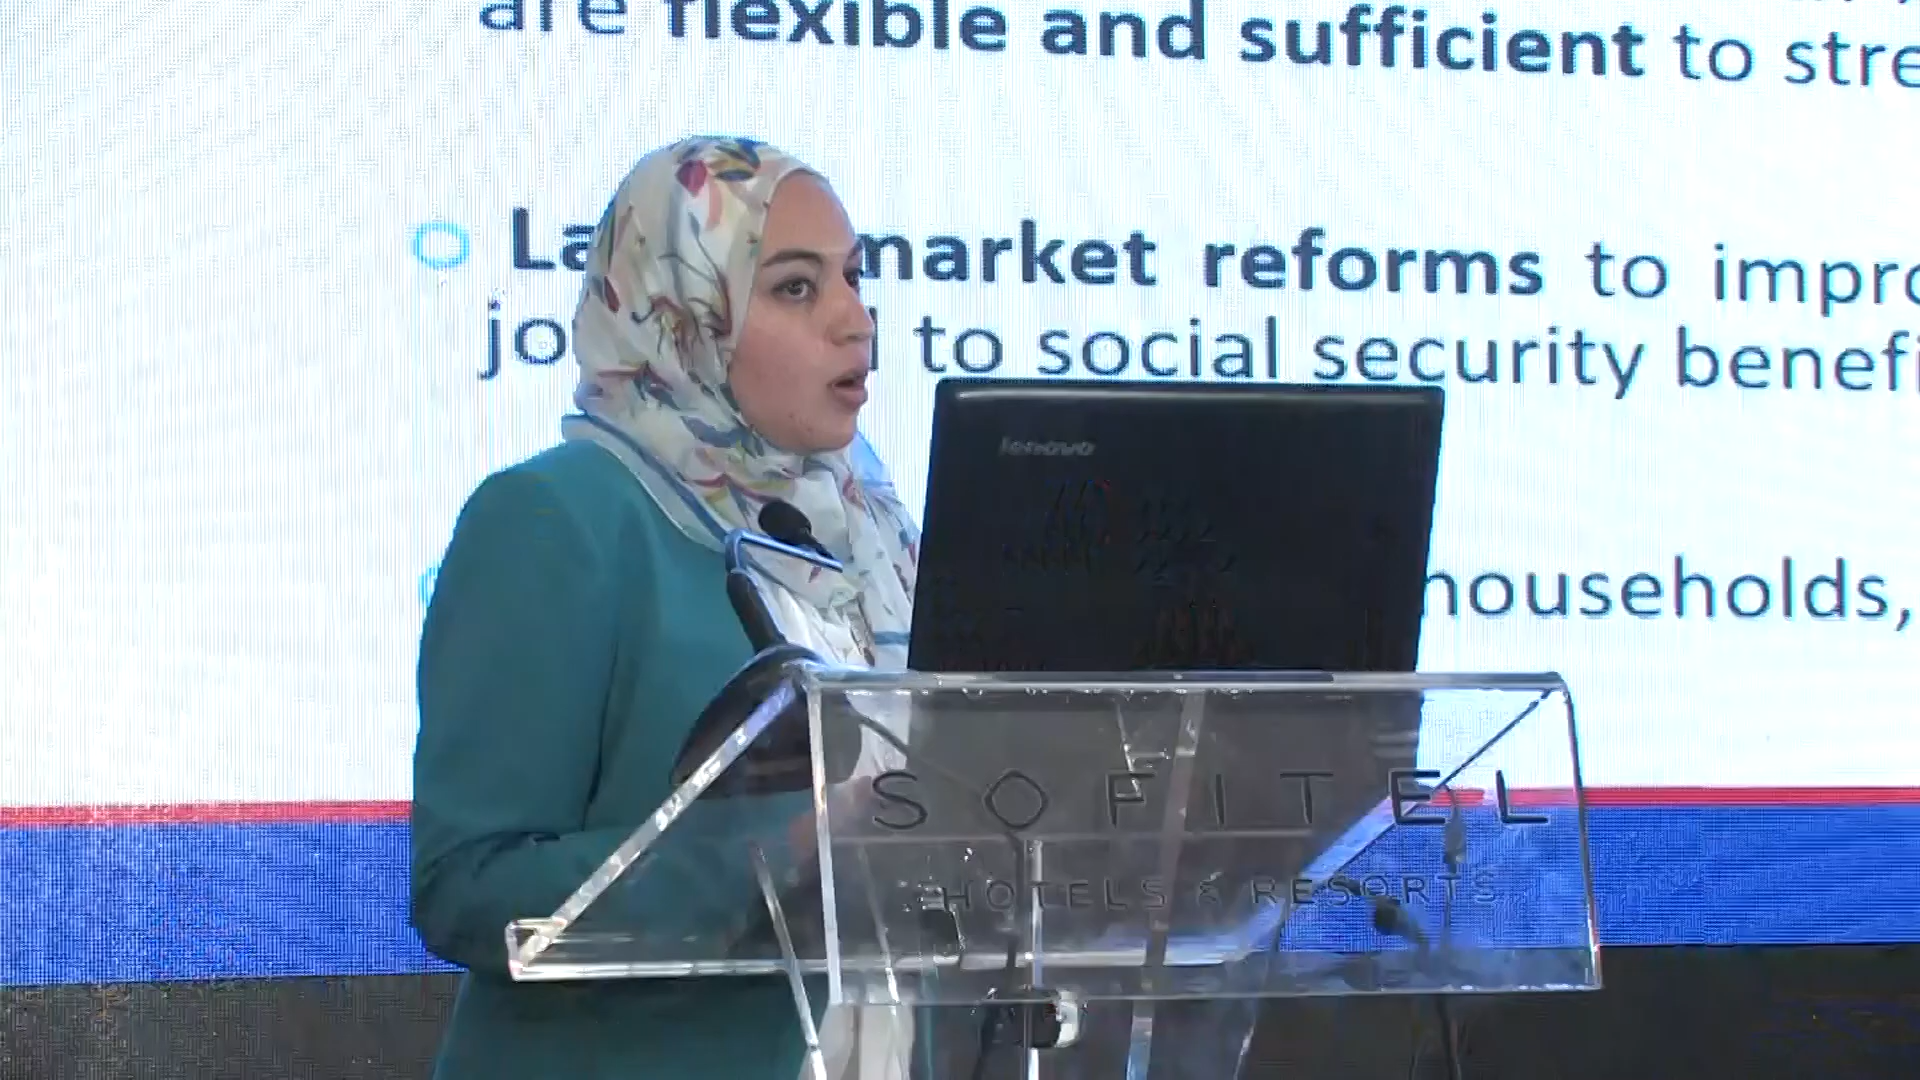 are flexible and sufficient to stre
La market reforms to impro
jo to social security benefi
households,
lenovo
SOFITEL
HOTELS & RESORTS